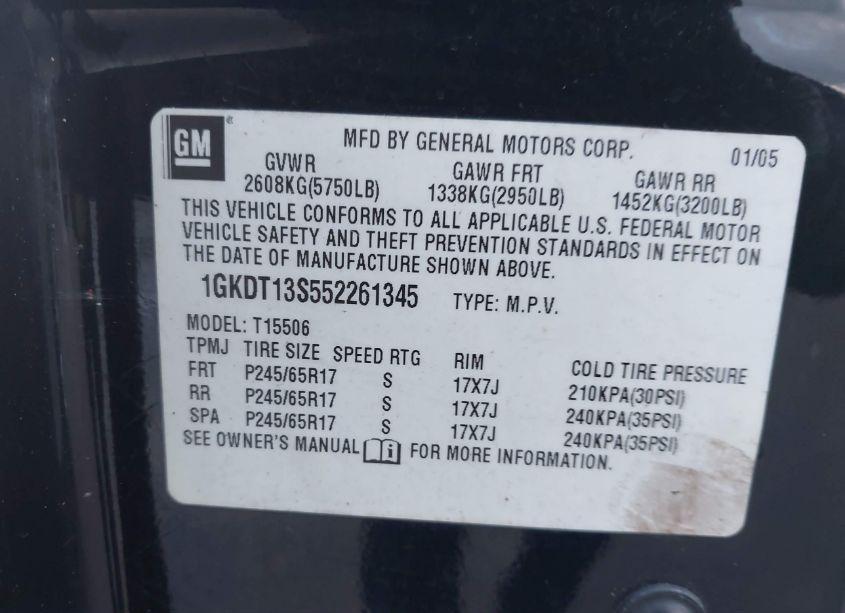 GM ®
MFD BY GENERAL MOTORS CORP. 01/05
GVWR GAWR FRT GAWR RR
2608KG(5750LB) 1338KG(2950LB) 1452KG(3200LB)
THIS VEHICLE CONFORMS TO ALL APPLICABLE U.S. FEDERAL MOTOR
VEHICLE SAFETY AND THEFT PREVENTION STANDARDS IN EFFECT ON
THE DATE OF MANUFACTURE SHOWN ABOVE.
1GKDT13S552261345 TYPE: M.P.V.
MODEL: T15506
TPMJ TIRE SIZE SPEED RTG RIM COLD TIRE PRESSURE
FRT P245/65R17 S 17X7J 210KPA(30PSI)
RR P245/65R17 S 17X7J 240KPA(35PSI)
SPA P245/65R17 S 17X7J 240KPA(35PSI)
SEE OWNER'S MANUAL i FOR MORE INFORMATION.